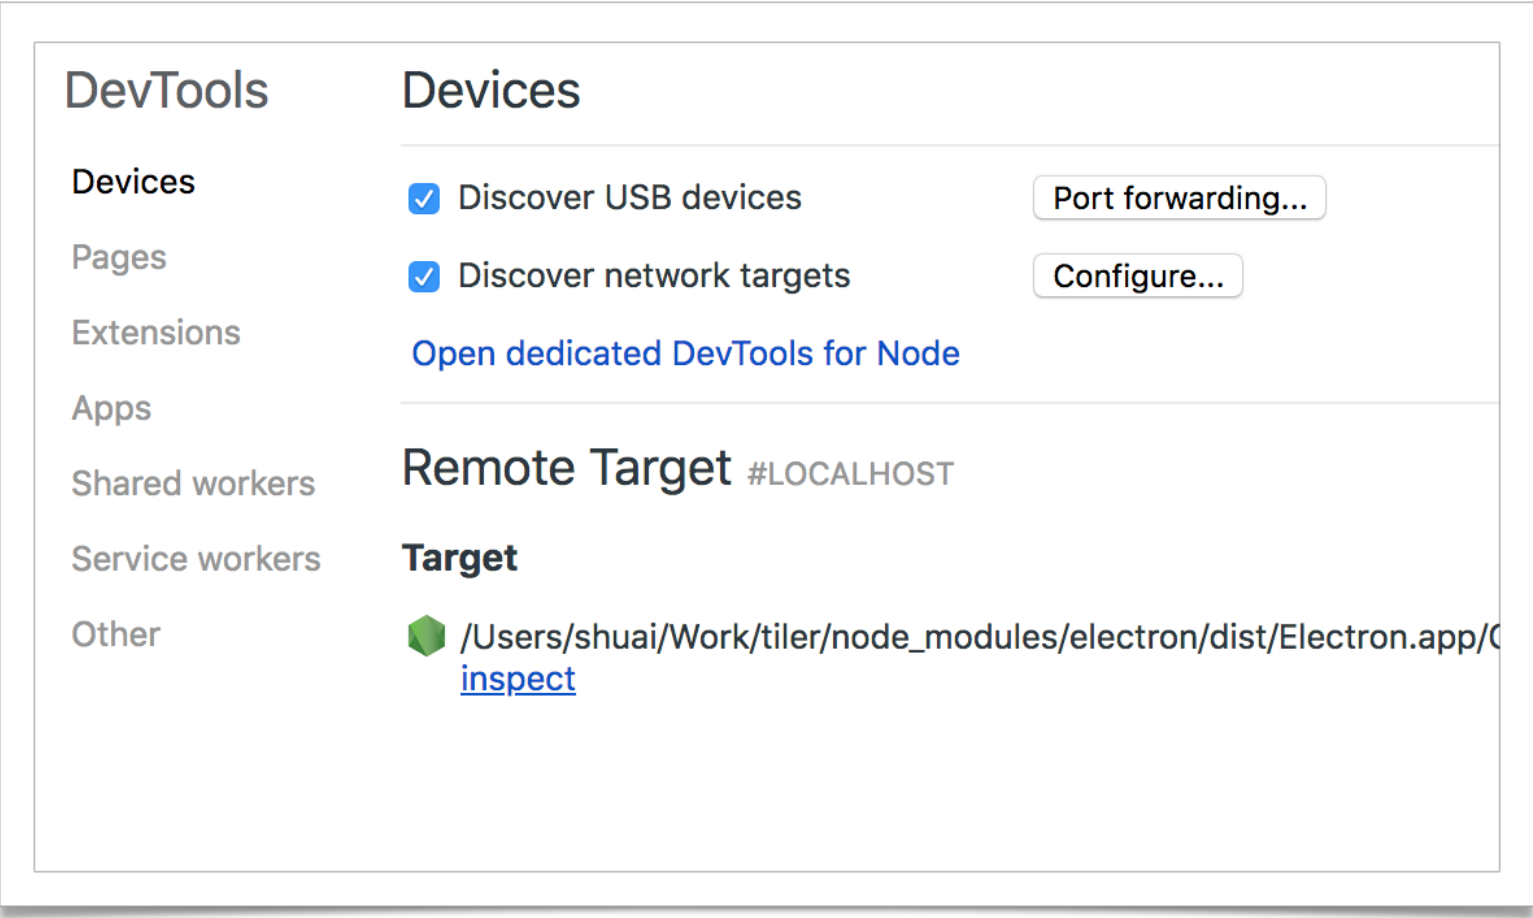 DevTools
Devices
Pages
Extensions
Apps
Shared workers
Service workers
Other
Devices
Discover USB devices
Port forwarding...
Discover network targets
Configure...
Open dedicated DevTools for Node
Remote Target #LOCALHOST
Target
/Users/shuai/Work/tiler/node_modules/electron/dist/Electron.app/
inspect